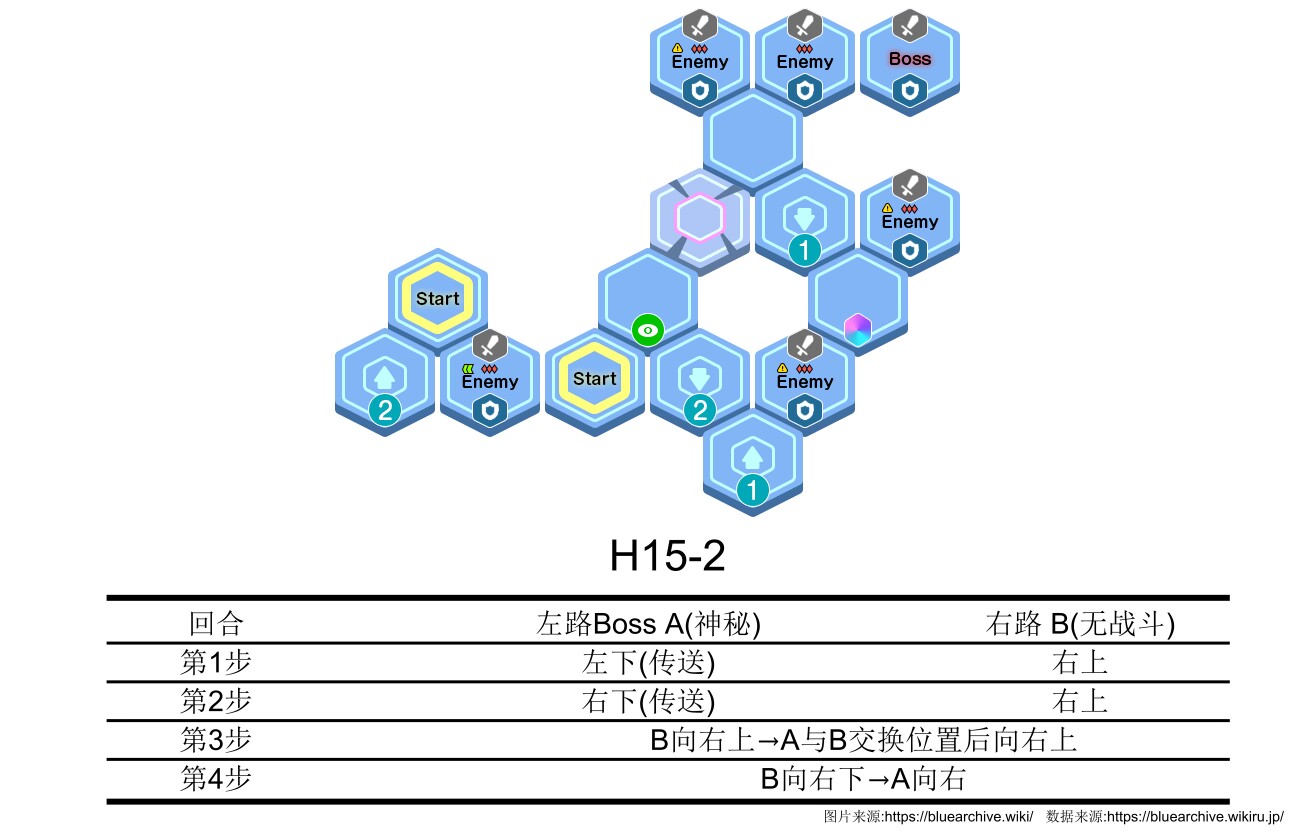 Enemy Enemy Boss
1 Enemy
Start
2 Enemy Start 2 Enemy
1
H15-2
回合 左路Boss A(神秘) 右路 B(无战斗)
第1步 左下(传送) 右上
第2步 右下(传送) 右上
第3步 B向右上→A与B交换位置后向右上
第4步 B向右下→A向右
图片来源:https://bluearchive.wiki/ 数据来源:https://bluearchive.wikiru.jp/